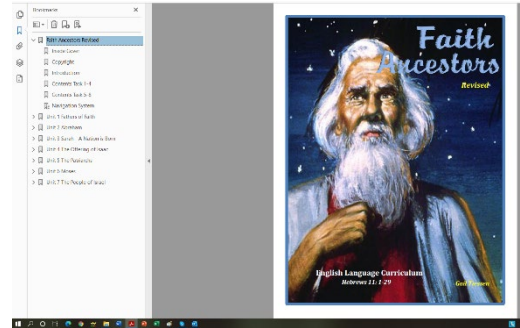 Bookmarks
Faith Ancestors Revised
Inside Cover
Copyright
Introduction
Contents Task 1-4
Contents Task 5-8
Navigation System
Unit 1 Fathers of Faith
Unit 2 Abraham
Unit 3 Sarah - A Nation is Born
Unit 4 The Offering of Isaac
Unit 5 The Patriarchs
Unit 6 Moses
Unit 7 The People of Israel
Faith
Ancestors
Revised
English Language Curriculum
Hebrews 11: 1-29